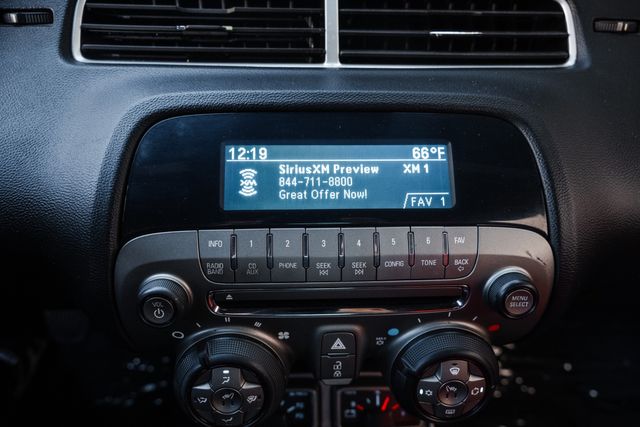 12:19 66°F
SiriusXM Preview XM 1
844-711-8800
Great Offer Now!
FAV 1
INFO 1 2 3 4 5 6 FAV
RADIO BAND CD AUX PHONE SEEK SEEK CONFIG TONE BACK
VOL
MENU SELECT